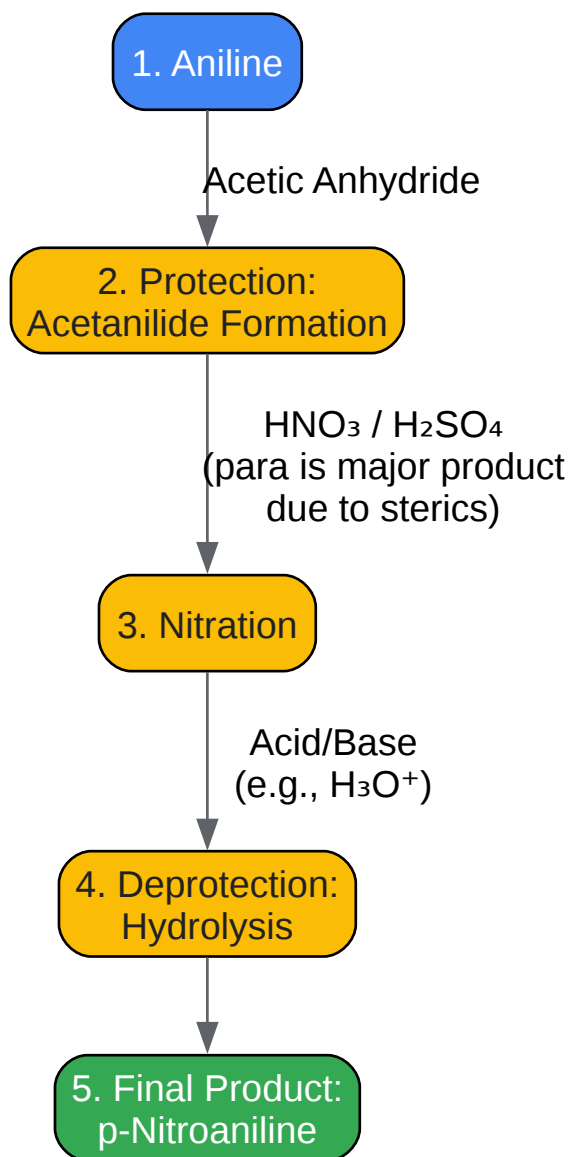 1. Aniline
Acetic Anhydride
2. Protection:
Acetanilide Formation
HNO₃ / H₂SO₄
(para is major product
due to sterics)
3. Nitration
Acid/Base
(e.g., H₃O⁺)
4. Deprotection:
Hydrolysis
5. Final Product:
p-Nitroaniline